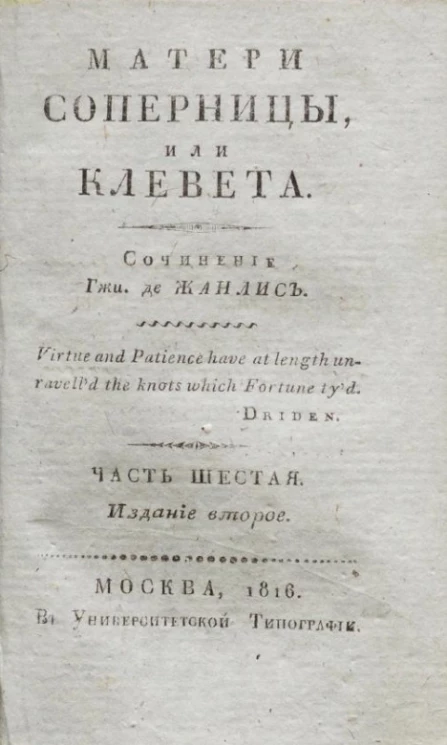 МАТЕРИ
СОПЕРНИЦЫ,
ИЛИ
КЛЕВЕТА.
СОЧИНЕНІЕ
Гжи. де ЖАНЛИСЪ.
Virtue and Patience have at length un-
ravell'd the knots which Fortune ty'd.
DRIDEN.
ЧАСТЬ ШЕСТАЯ.
Изданіе второе.
МОСКВА, 1816.
Въ Университетской Типографіи.